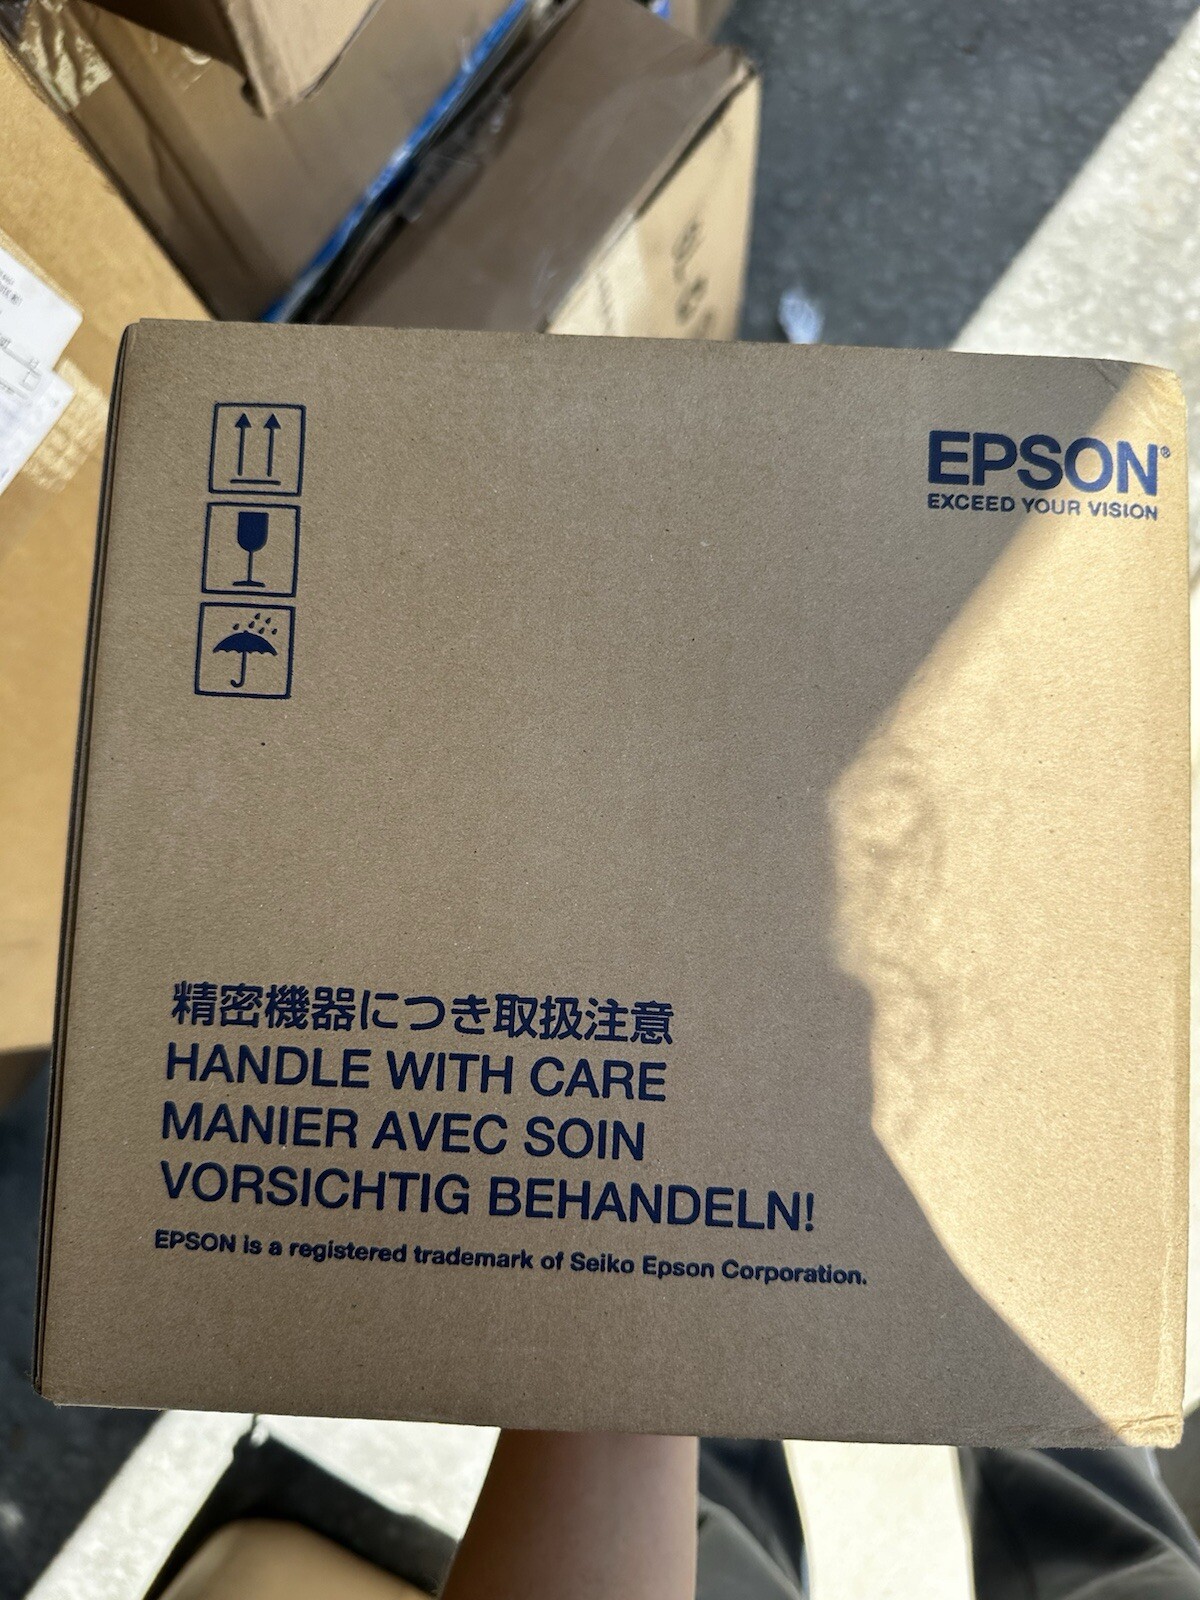 EPSON®
EXCEED YOUR VISION
精密機器につき取扱注意
HANDLE WITH CARE
MANIER AVEC SOIN
VORSICHTIG BEHANDELN!
EPSON is a registered trademark of Seiko Epson Corporation.